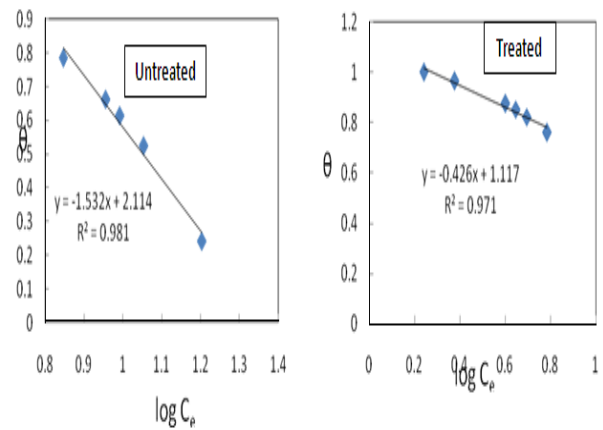 0.9
0.8
0.7
0.6
0.5
0.4
0.3
0.2
0.1
0
θ
Untreated
y = -1.532x + 2.114
R² = 0.981
0.8 0.9 1 1.1 1.2 1.3 1.4
log Cₑ
1.2
1
0.8
0.6
0.4
0.2
0
θ
Treated
y = -0.426x + 1.117
R² = 0.971
0 0.2 0.4 0.6 0.8 1
log Cₑ